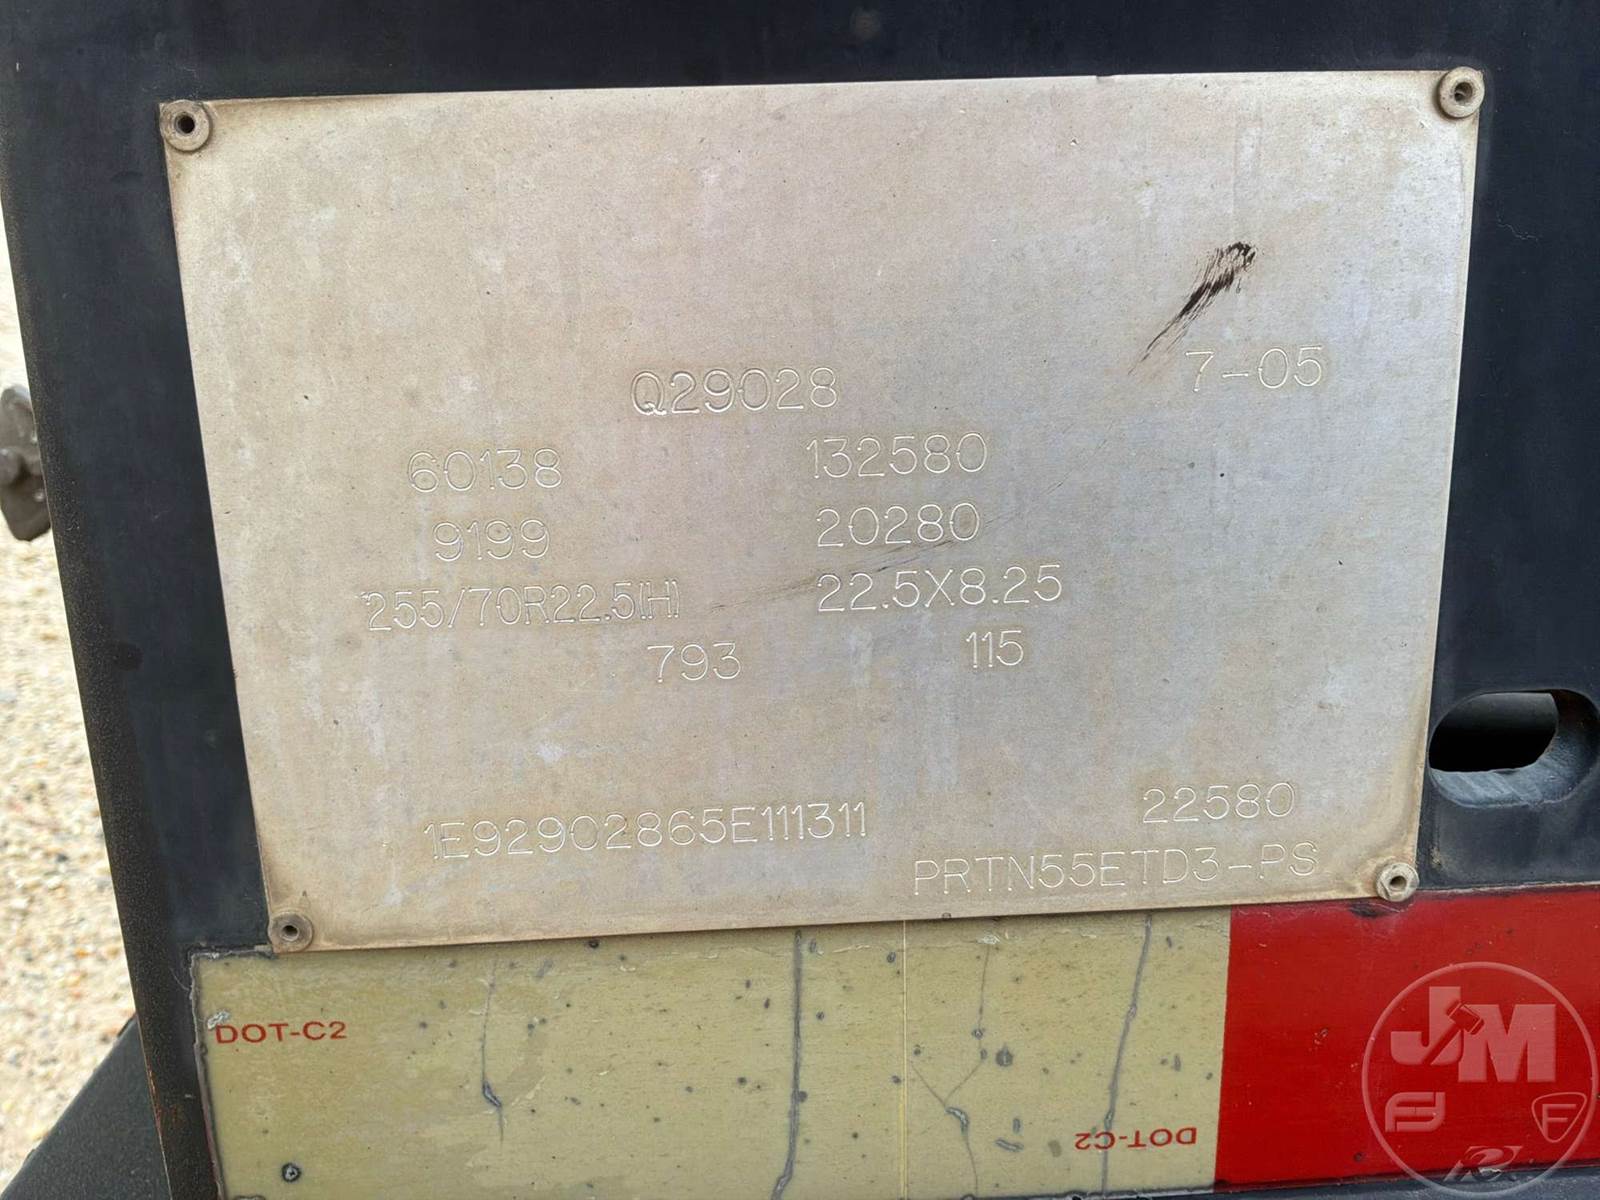 Q29028 7-05
60138 132580
9199 20280
255/70R22.5(H) 22.5X8.25
793 115
1E92902865E111311 22580
PRTN55ETD3-PS
DOT-C2
DOT-C2
JM